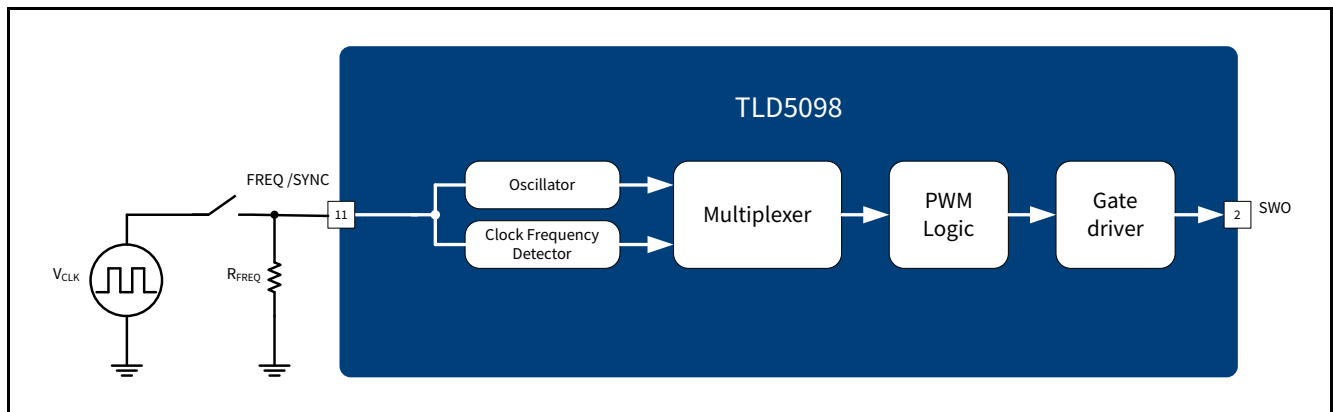 TLD5098
FREQ /SYNC
11
Oscillator
Clock Frequency
Detector
Multiplexer
PWM
Logic
Gate
driver
2
SWO
VCLK
RFREQ